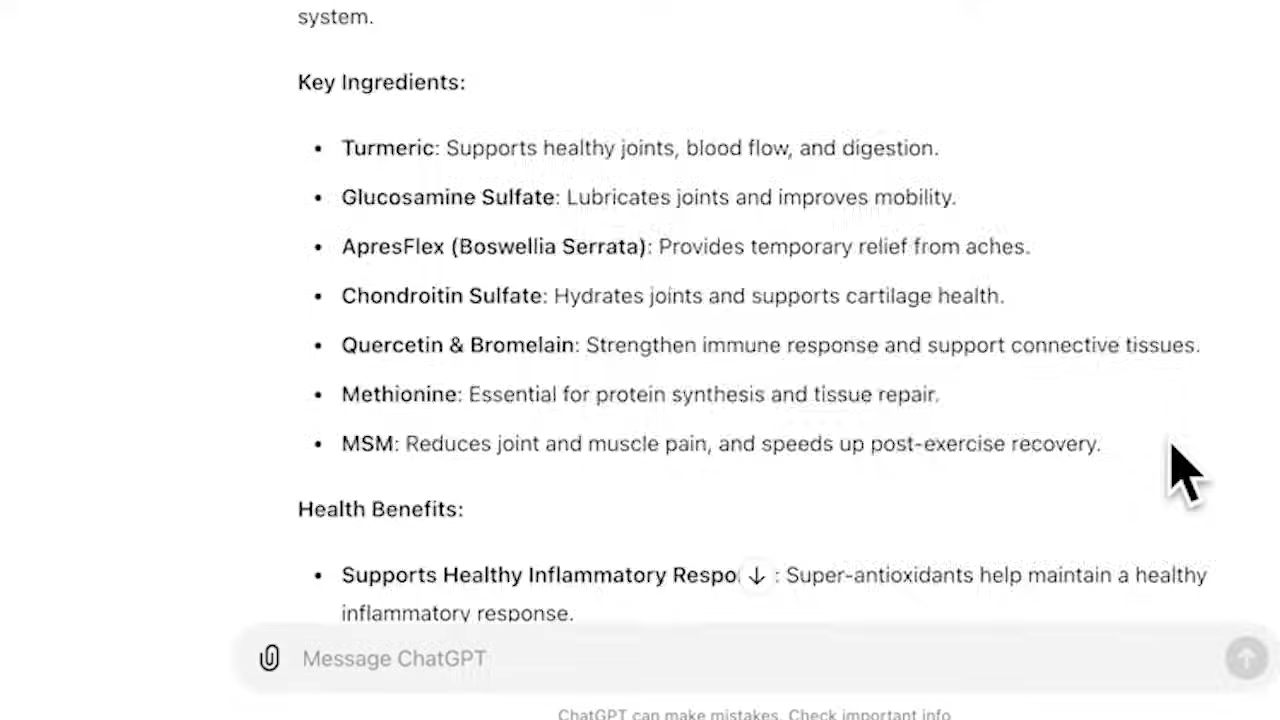 system.
Key Ingredients:
• Turmeric: Supports healthy joints, blood flow, and digestion.
• Glucosamine Sulfate: Lubricates joints and improves mobility.
• ApresFlex (Boswellia Serrata): Provides temporary relief from aches.
• Chondroitin Sulfate: Hydrates joints and supports cartilage health.
• Quercetin & Bromelain: Strengthen immune response and support connective tissues.
• Methionine: Essential for protein synthesis and tissue repair.
• MSM: Reduces joint and muscle pain, and speeds up post-exercise recovery.
Health Benefits:
• Supports Healthy Inflammatory Respo : Super-antioxidants help maintain a healthy
inflammatory response.
Message ChatGPT
ChatGPT can make mistakes. Check important info